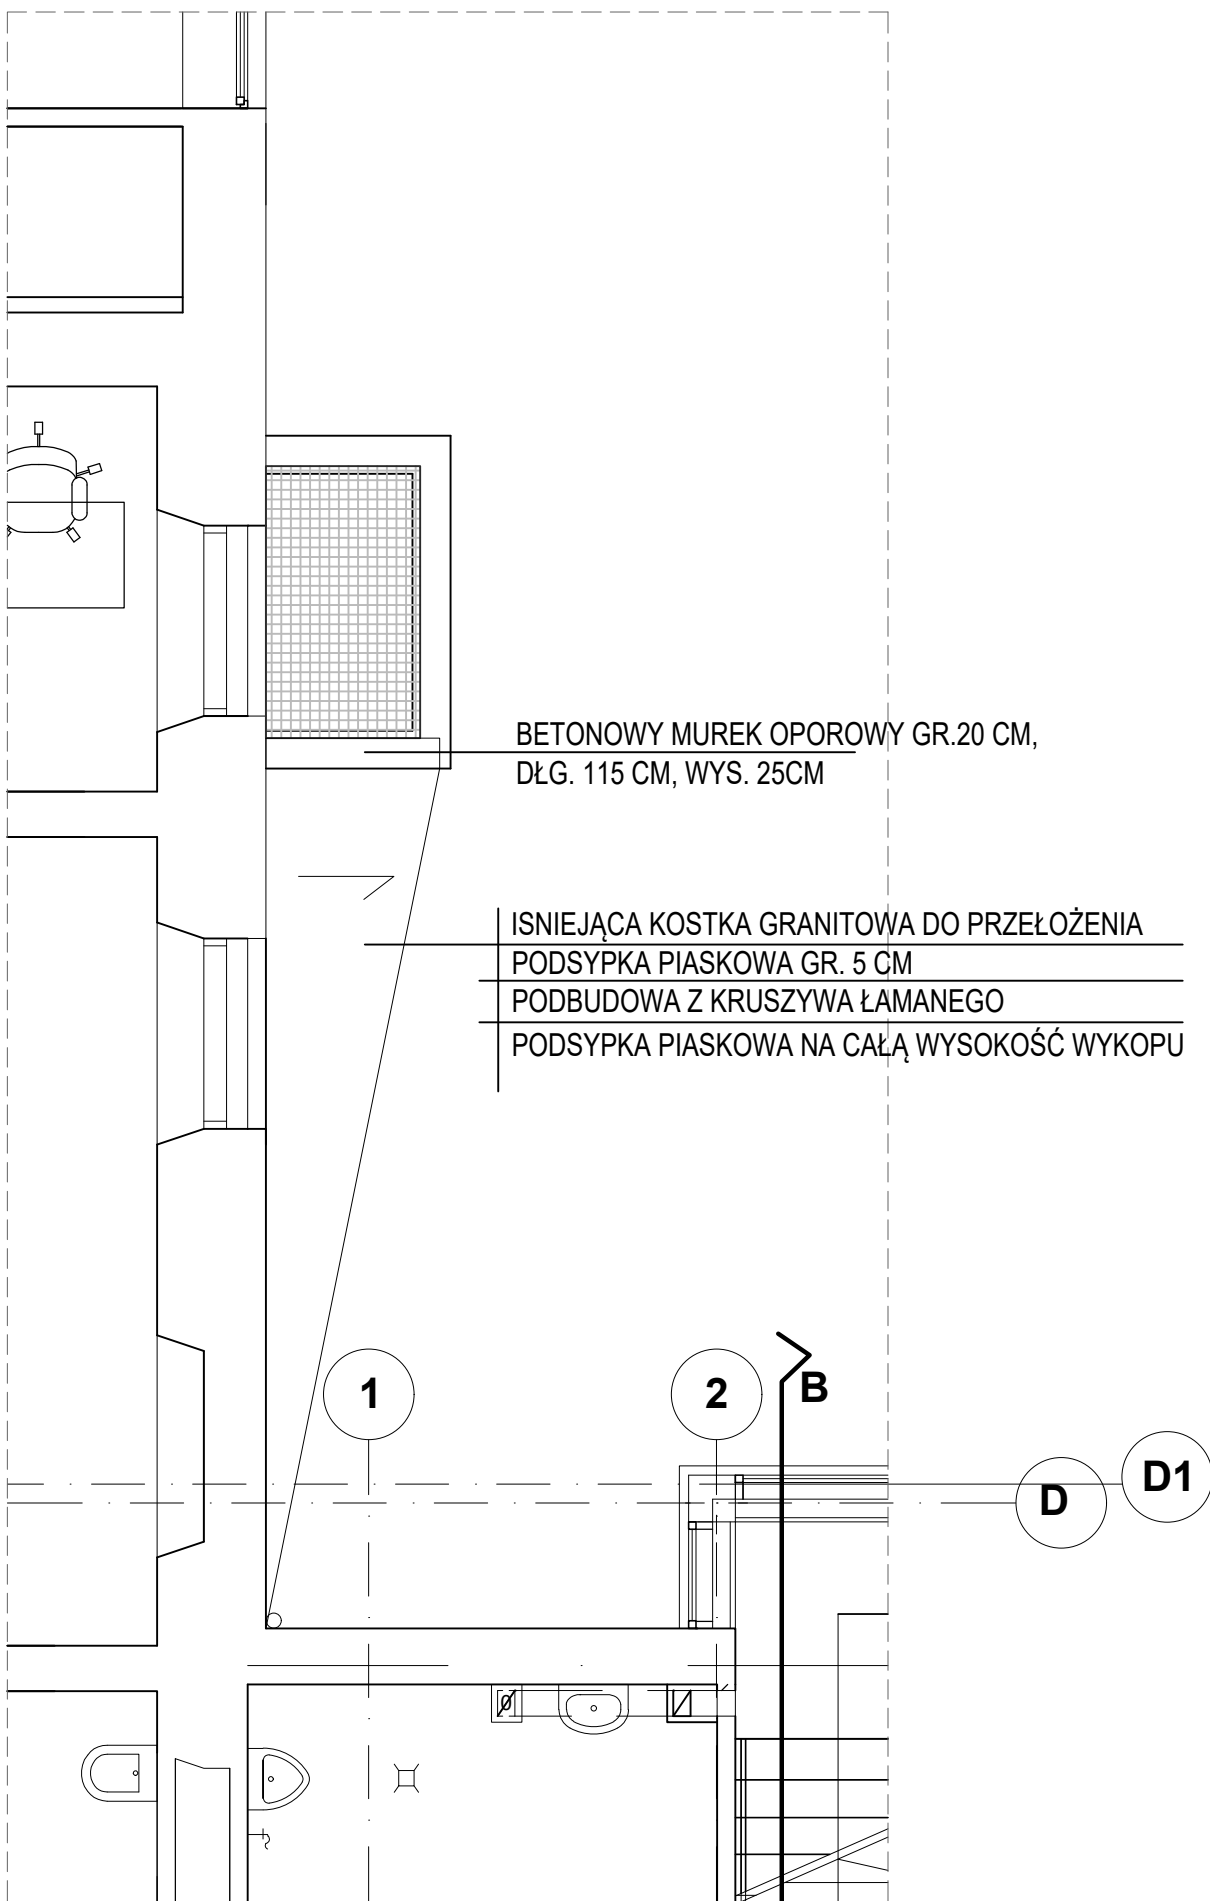 BETONOWY MUREK OPOROWY GR.20 CM,
DŁG. 115 CM, WYS. 25CM
ISNIEJĄCA KOSTKA GRANITOWA DO PRZEŁOŻENIA
PODSYPKA PIASKOWA GR. 5 CM
PODBUDOWA Z KRUSZYWA ŁAMANEGO
PODSYPKA PIASKOWA NA CAŁĄ WYSOKOŚĆ WYKOPU
1
2
B
D1
D